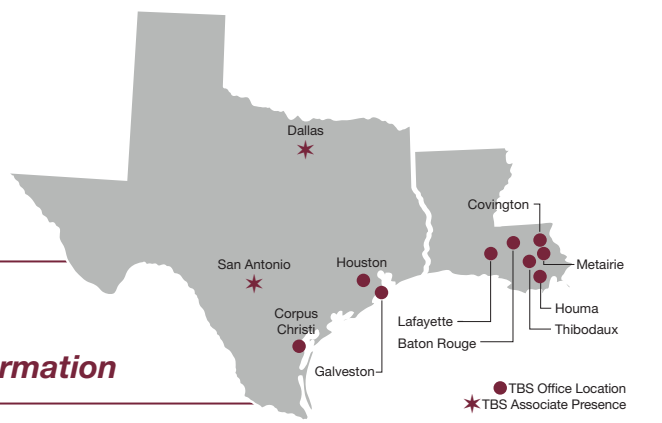 Dallas
Covington
San Antonio
Houston
Metairie
Corpus
Christi
Houma
Lafayette
Thibodaux
Baton Rouge
rmation
Galveston
TBS Office Location
TBS Associate Presence